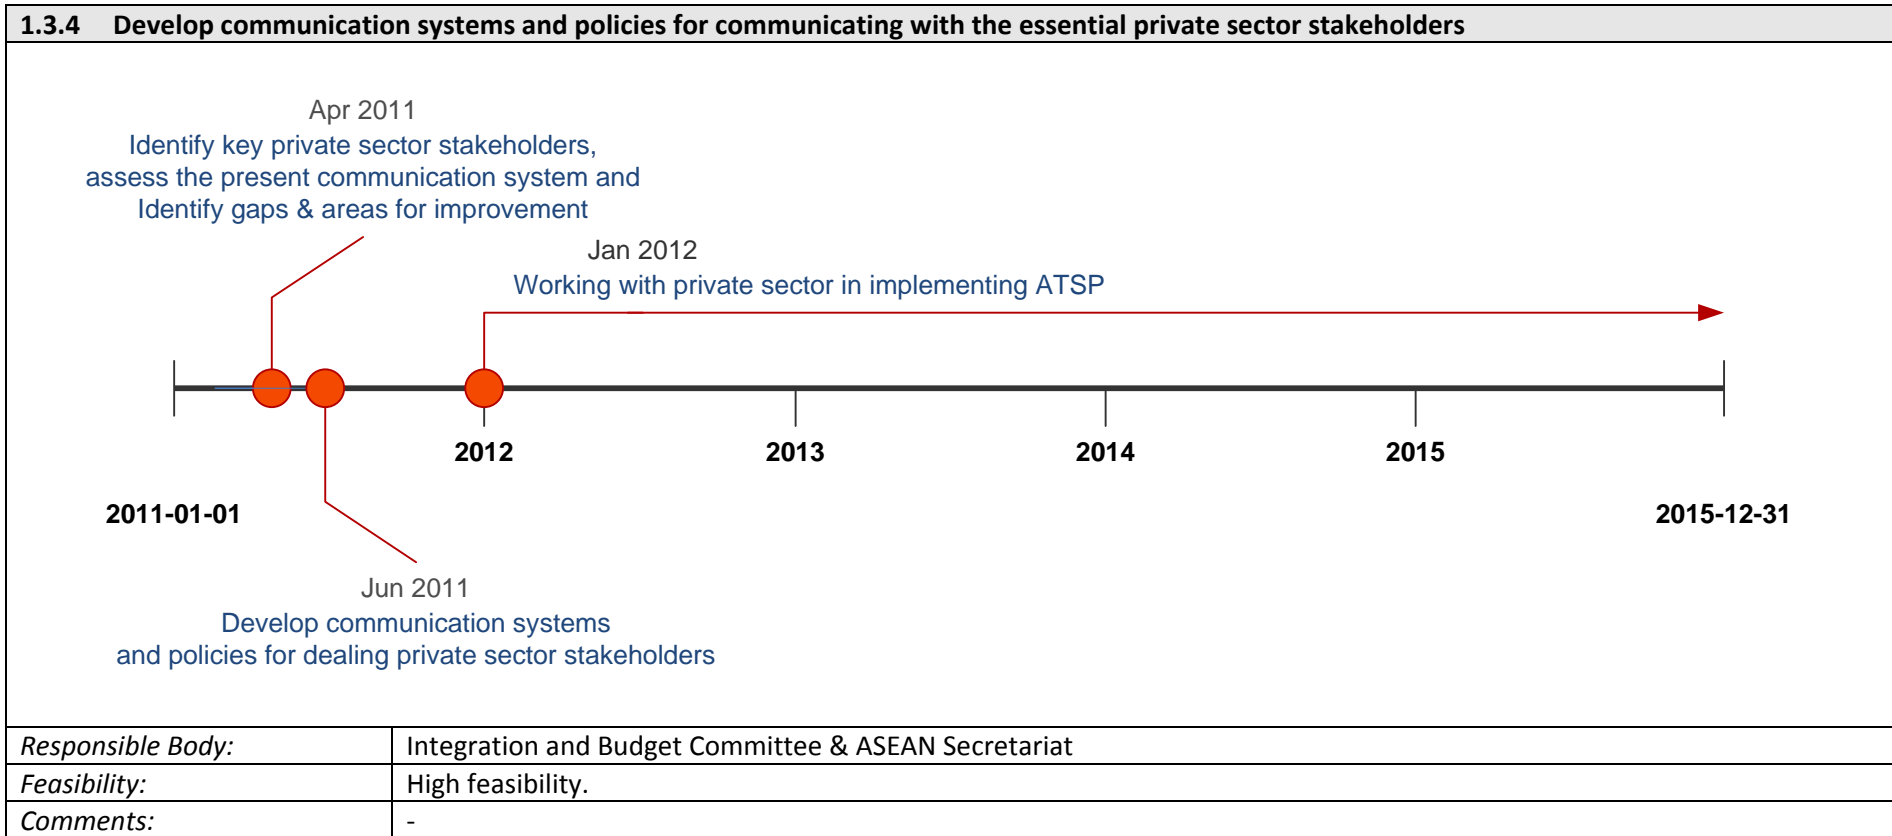 1.3.4 Develop communication systems and policies for communicating with the essential private sector stakeholders
Apr 2011
Identify key private sector stakeholders,
assess the present communication system and
Identify gaps & areas for improvement
Jan 2012
Working with private sector in implementing ATSP
2012 2013 2014 2015
2011-01-01 2015-12-31
Jun 2011
Develop communication systems
and policies for dealing private sector stakeholders
Responsible Body: Integration and Budget Committee & ASEAN Secretariat
Feasibility: High feasibility.
Comments: -